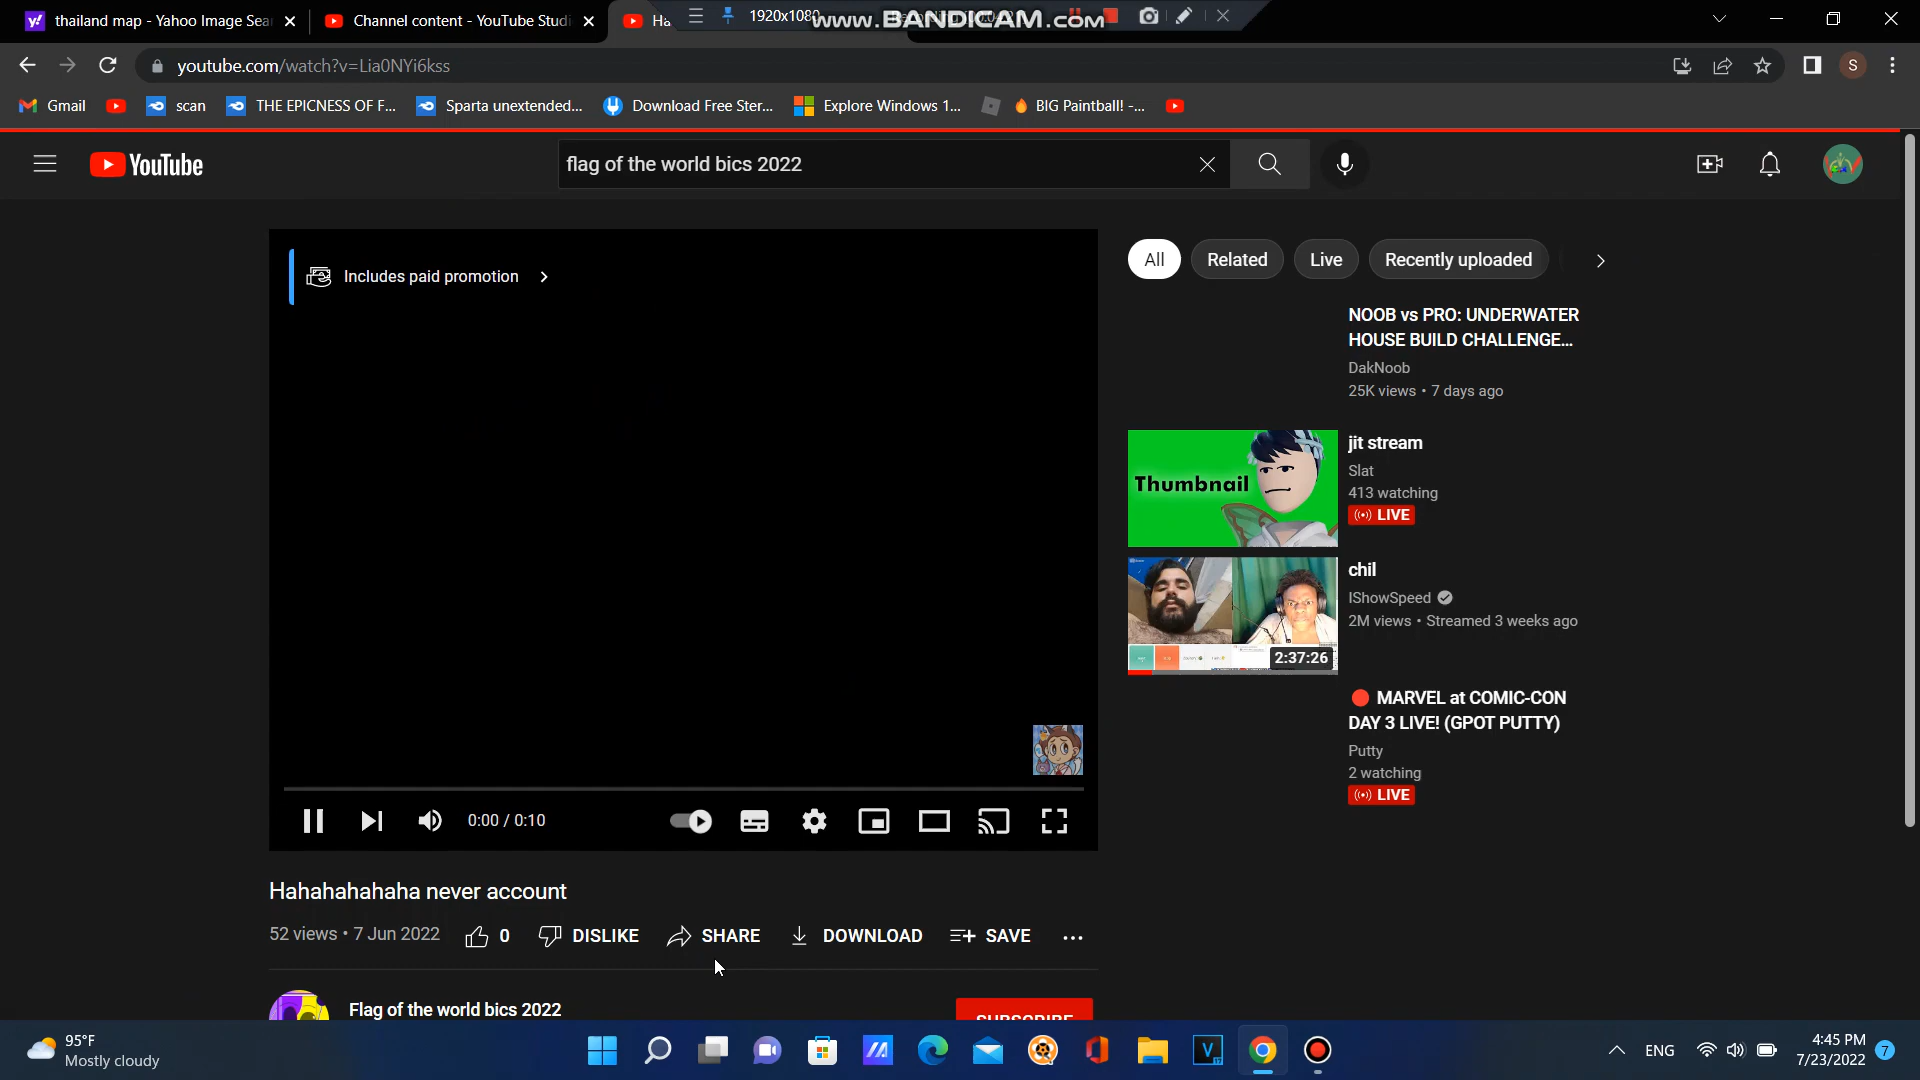 thailand map - Yahoo Image Sea
Channel content - YouTube Studi
Ha
1920x1080
www.BANDICAM.com
youtube.com/watch?v=Lia0NYi6kss
Gmail
scan
THE EPICNESS OF F...
Sparta unextended...
Download Free Ster...
Explore Windows 1...
BIG Paintball! -...
YouTube
flag of the world bics 2022
S
Includes paid promotion
All
Related
Live
Recently uploaded
NOOB vs PRO: UNDERWATER
HOUSE BUILD CHALLENGE...
DakNoob
25K views • 7 days ago
Thumbnail
jit stream
Slat
413 watching
LIVE
chil
IShowSpeed
2M views • Streamed 3 weeks ago
2:37:26
MARVEL at COMIC-CON
DAY 3 LIVE! (GPOT PUTTY)
Putty
2 watching
LIVE
0:00 / 0:10
Hahahahahaha never account
52 views • 7 Jun 2022
0
DISLIKE
SHARE
DOWNLOAD
SAVE
Flag of the world bics 2022
SUBSCRIBE
95°F
Mostly cloudy
ENG
4:45 PM
7/23/2022
7